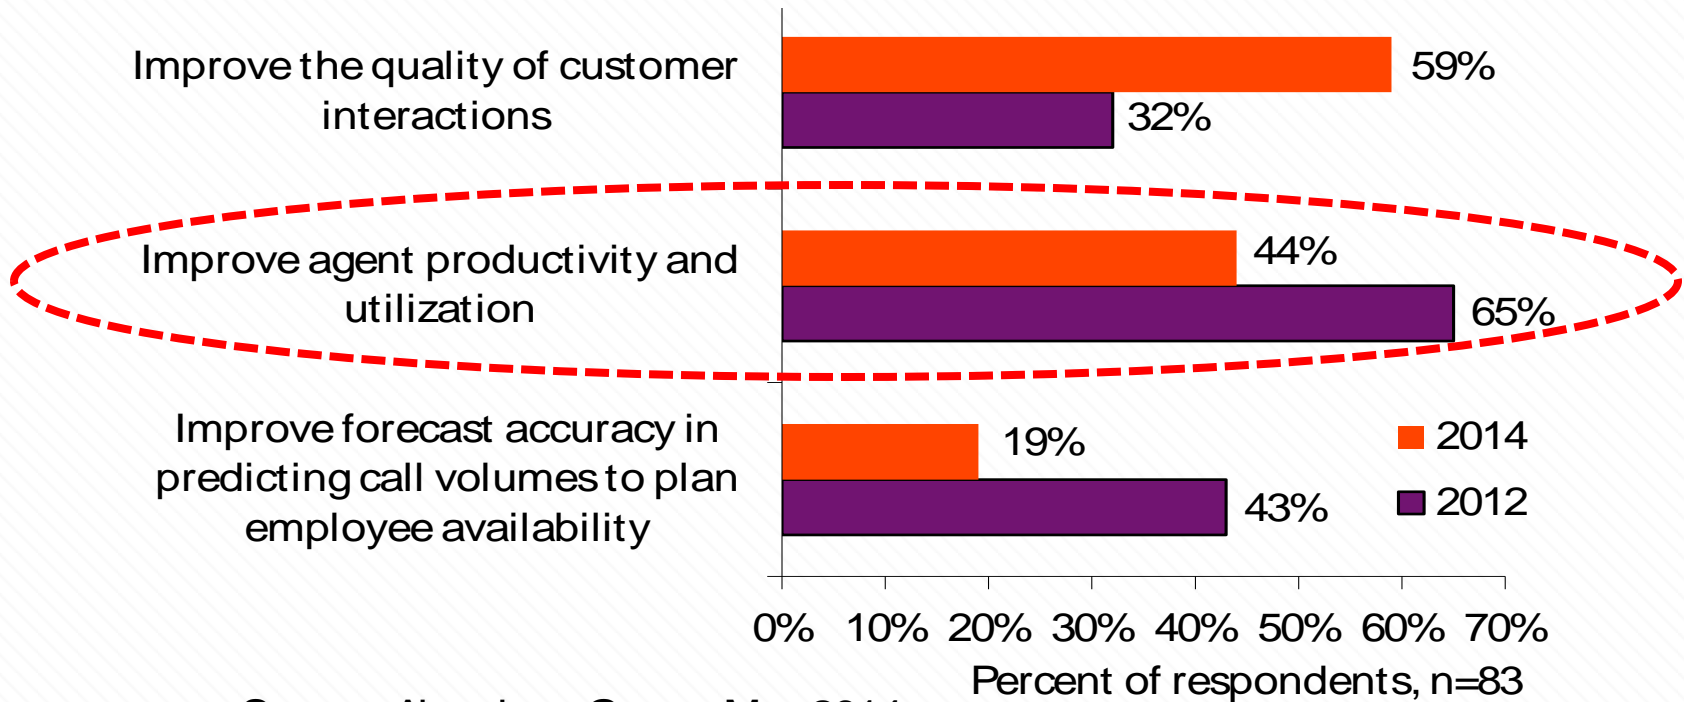 Improve the quality of customer
interactions
59%
32%
Improve agent productivity and
utilization
44%
65%
Improve forecast accuracy in
predicting call volumes to plan
employee availability
19%
43%
2014
2012
0% 10% 20% 30% 40% 50% 60% 70%
Percent of respondents, n=83